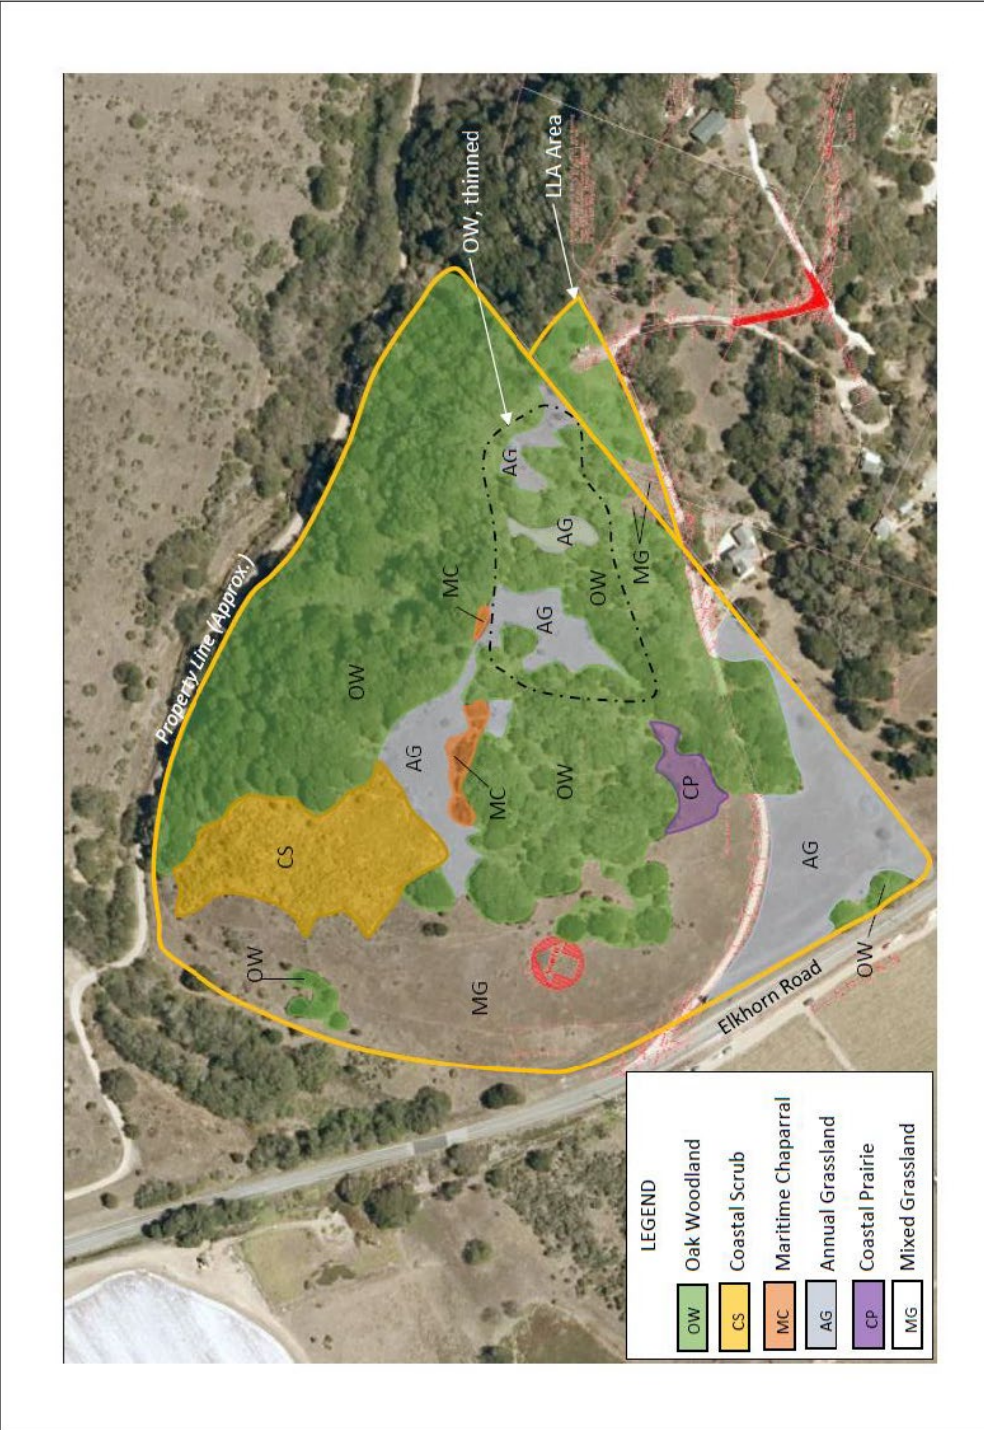 OW, thinned
LLA Area
Property Line (Approx.)
AG
MC
AG
OW
MG
AG
OW
AG
MC
OW
CP
CS
AG
OW
OW
MG
Elkhorn Road
LEGEND
OW Oak Woodland
CS Coastal Scrub
MC Maritime Chaparral
AG Annual Grassland
CP Coastal Prairie
MG Mixed Grassland